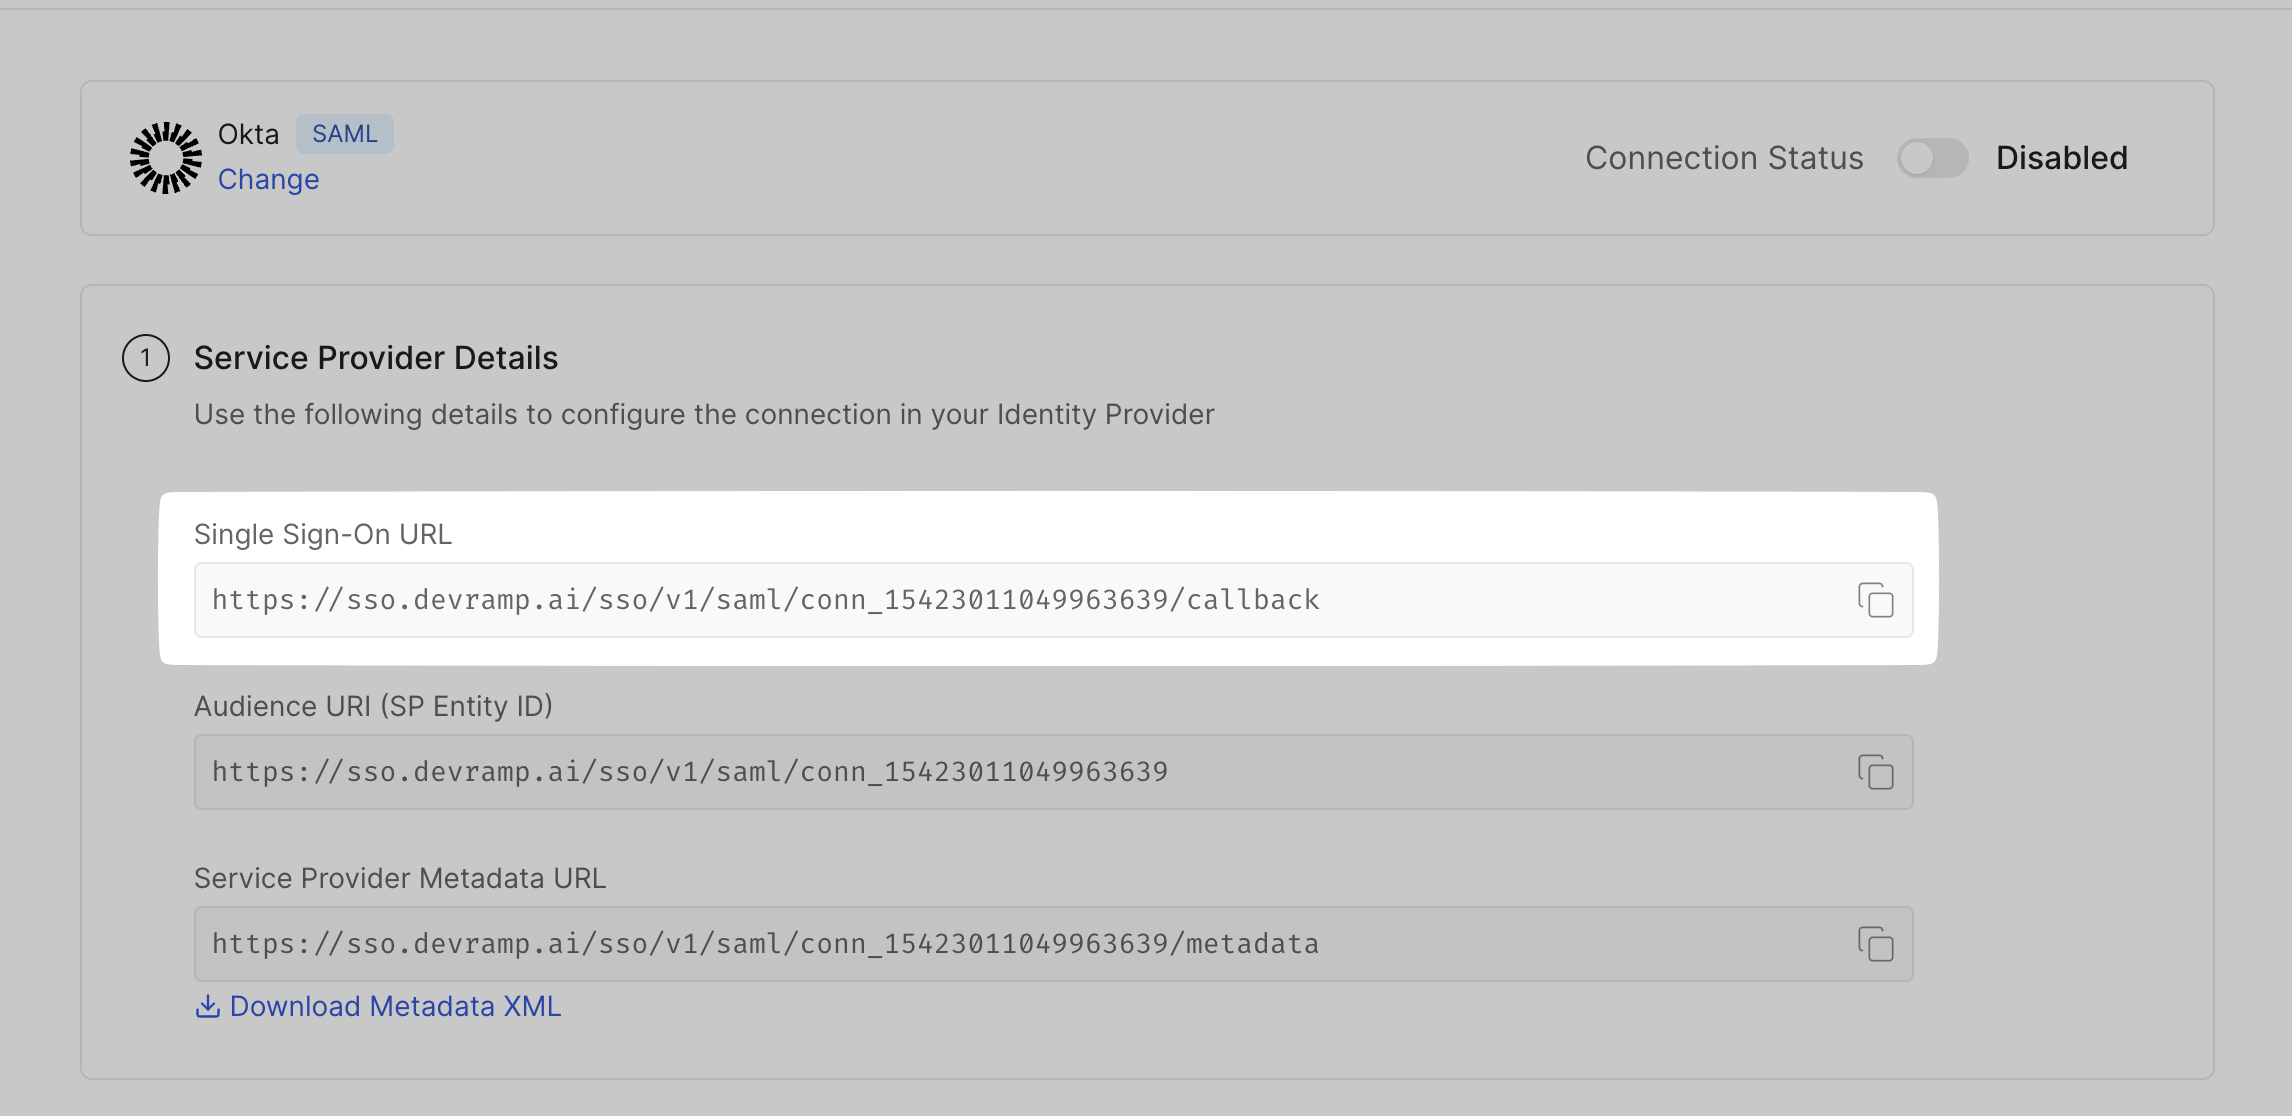 Okta SAML
Change
Connection Status Disabled
1 Service Provider Details
Use the following details to configure the connection in your Identity Provider
Single Sign-On URL
https://sso.devramp.ai/sso/v1/saml/conn_15423011049963639/callback
Audience URI (SP Entity ID)
https://sso.devramp.ai/sso/v1/saml/conn_15423011049963639
Service Provider Metadata URL
https://sso.devramp.ai/sso/v1/saml/conn_15423011049963639/metadata
Download Metadata XML